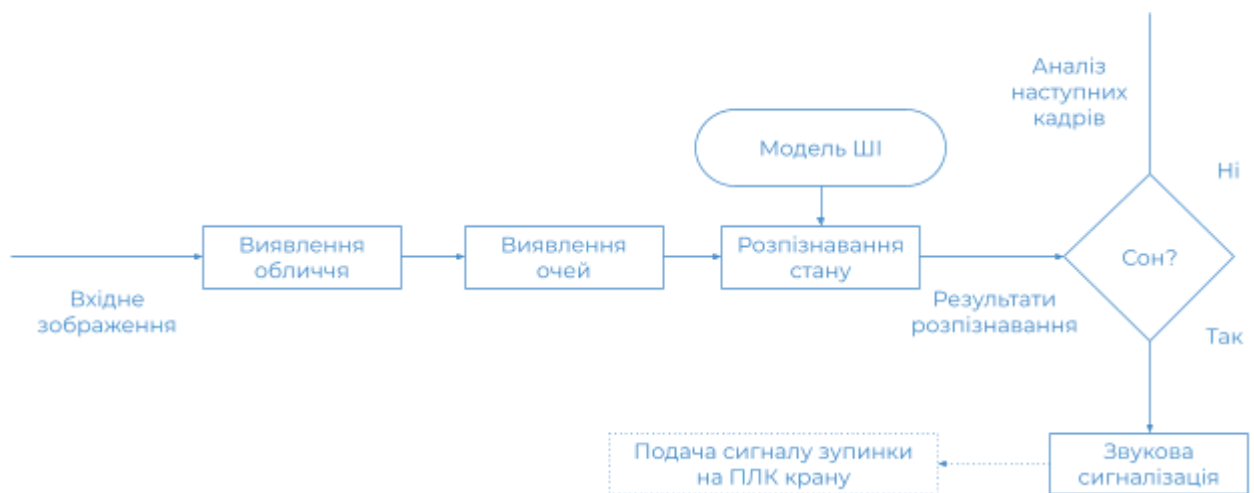 Аналіз
наступних
кадрів
Модель ШІ
Ні
Виявлення
обличчя
Виявлення
очей
Розпізнавання
стану
Сон?
Вхідне
зображення
Результати
розпізнавання
Так
Подача сигналу зупинки
на ПЛК крану
Звукова
сигналізація